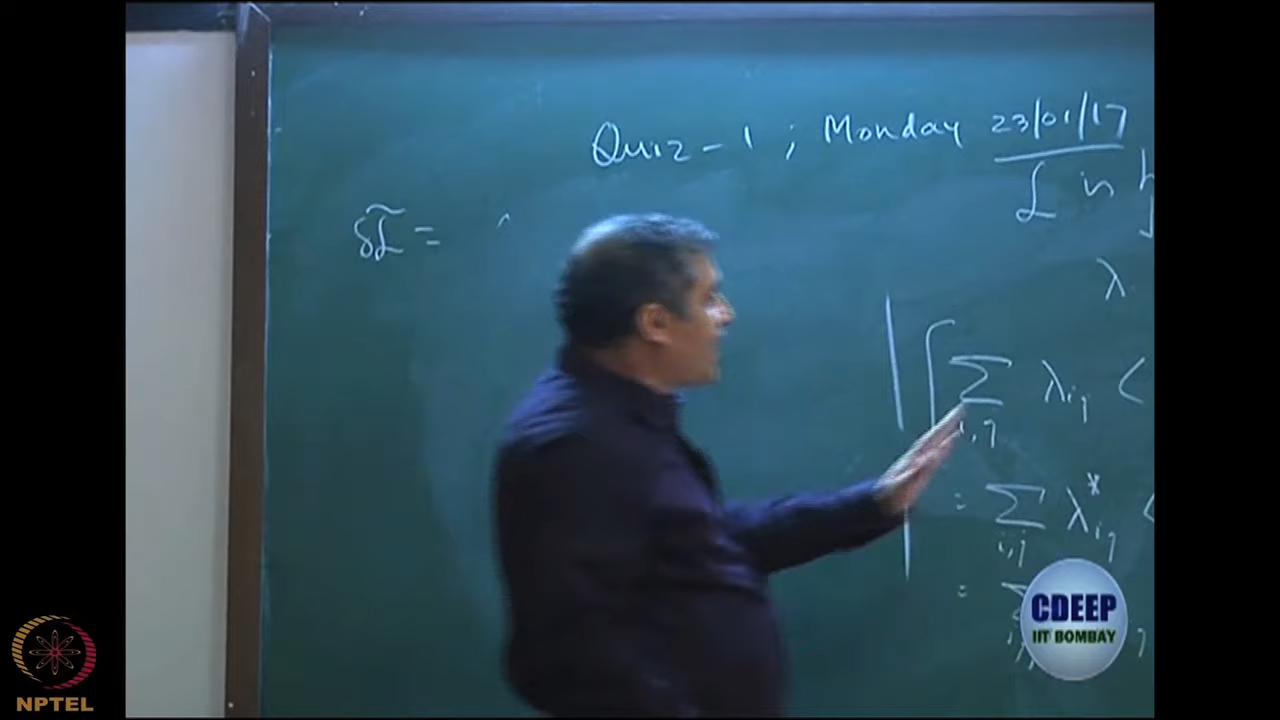 Quiz - 1 ; Monday 23/01/17
ℒ in
δℒ̃ =
λ
∑ λij <
i,j
= ∑ λ*ij <
i,j
=
CDEEP
IIT BOMBAY
NPTEL